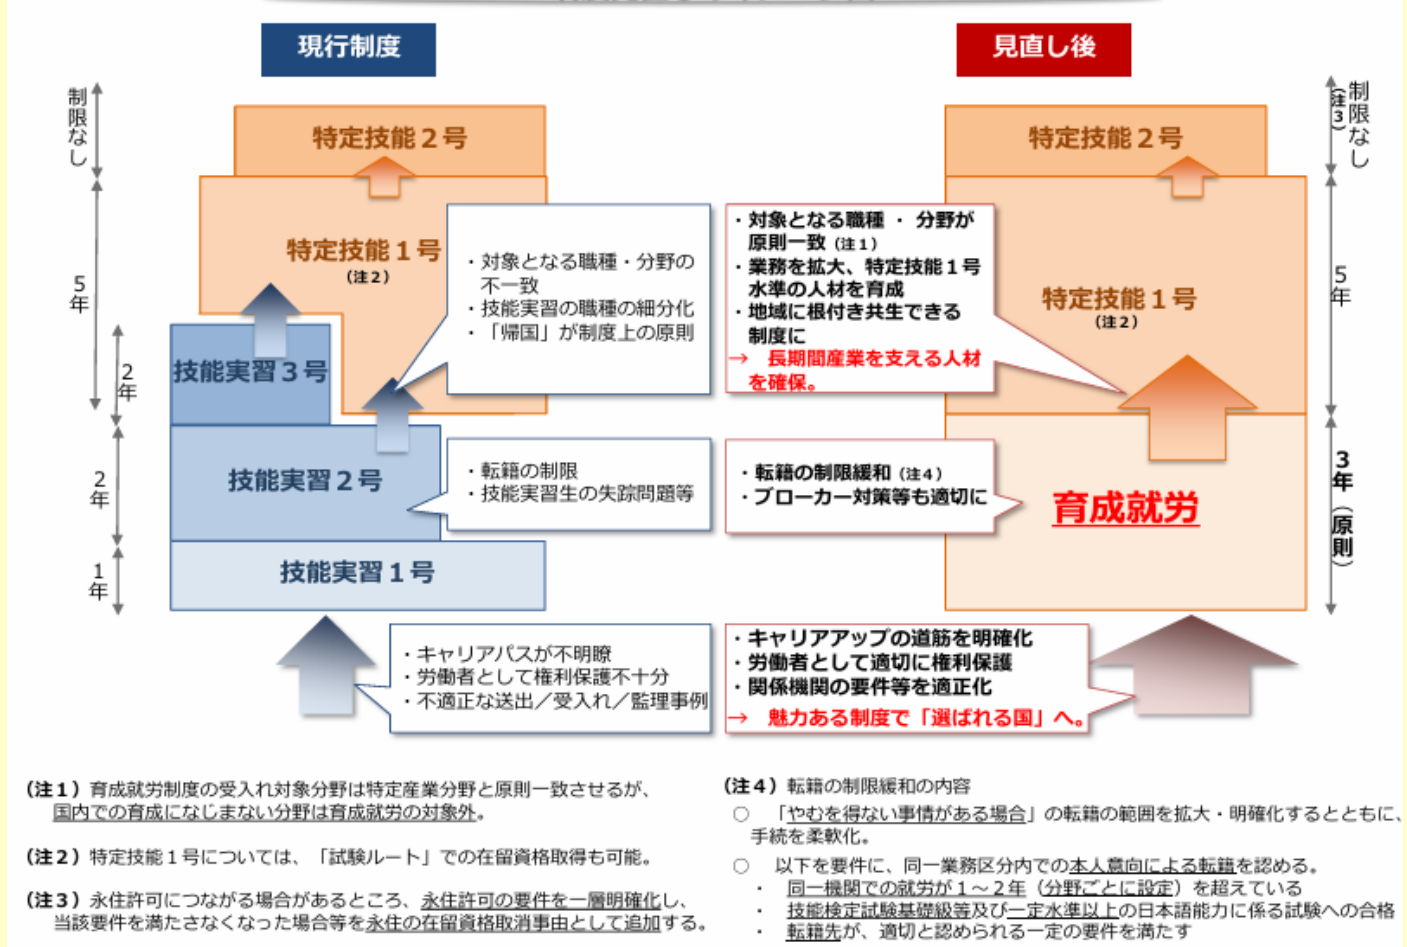 現行制度
見直し後
制限なし
5年
2年
2年
1年
特定技能２号
特定技能１号
（注２）
技能実習３号
技能実習２号
技能実習１号
・対象となる職種・分野の
不一致
・技能実習の職種の細分化
・「帰国」が制度上の原則
・転籍の制限
・技能実習生の失踪問題等
・キャリアパスが不明瞭
・労働者として権利保護不十分
・不適正な送出／受入れ／監理事例
・対象となる職種 ・ 分野が
原則一致（注１）
・業務を拡大、特定技能１号
水準の人材を育成
・地域に根付き共生できる
制度に
→ 長期間産業を支える人材
を確保。
・転籍の制限緩和（注４）
・ブローカー対策等も適切に
・キャリアアップの道筋を明確化
・労働者として適切に権利保護
・関係機関の要件等を適正化
→ 魅力ある制度で「選ばれる国」へ。
特定技能２号
特定技能１号
（注２）
育成就労
制限なし
（注３）
5年
3年（原則）
（注１）育成就労制度の受入れ対象分野は特定産業分野と原則一致させるが、
国内での育成になじまない分野は育成就労の対象外。
（注２）特定技能１号については、「試験ルート」での在留資格取得も可能。
（注３）永住許可につながる場合があるところ、永住許可の要件を一層明確化し、
当該要件を満たさなくなった場合等を永住の在留資格取消事由として追加する。
（注４）転籍の制限緩和の内容
○ 「やむを得ない事情がある場合」の転籍の範囲を拡大・明確化するとともに、
手続を柔軟化。
○ 以下を要件に、同一業務区分内での本人意向による転籍を認める。
・ 同一機関での就労が１～２年（分野ごとに設定）を超えている
・ 技能検定試験基礎級等及び一定水準以上の日本語能力に係る試験への合格
・ 転籍先が、適切と認められる一定の要件を満たす